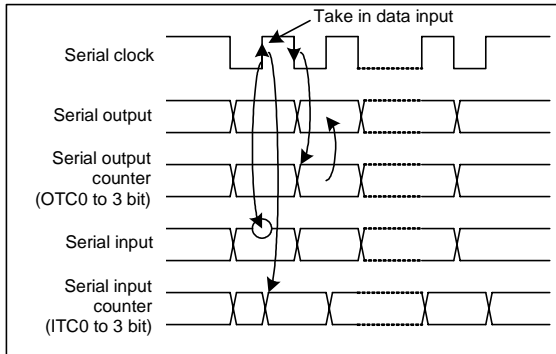 Take in data input
Serial clock
Serial output
Serial output
counter
(OTC0 to 3 bit)
Serial input
Serial input
counter
(ITC0 to 3 bit)